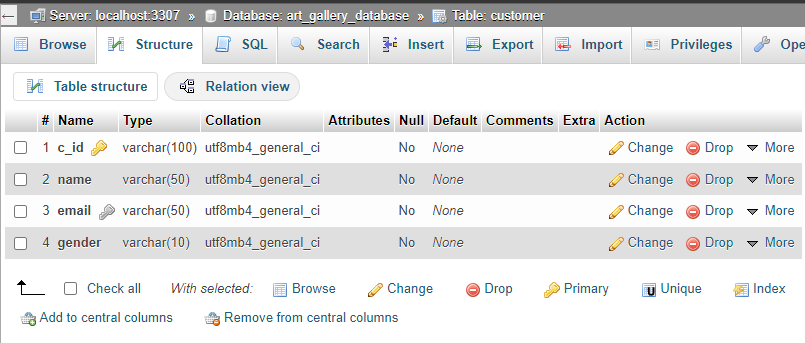 Server: localhost:3307 » Database: art_gallery_database » Table: customer
Browse Structure SQL Search Insert Export Import Privileges Ope
Table structure Relation view
# Name Type Collation Attributes Null Default Comments Extra Action
1 c_id varchar(100) utf8mb4_general_ci No None Change Drop More
2 name varchar(50) utf8mb4_general_ci No None Change Drop More
3 email varchar(50) utf8mb4_general_ci No None Change Drop More
4 gender varchar(10) utf8mb4_general_ci No None Change Drop More
Check all With selected: Browse Change Drop Primary Unique Index
Add to central columns Remove from central columns